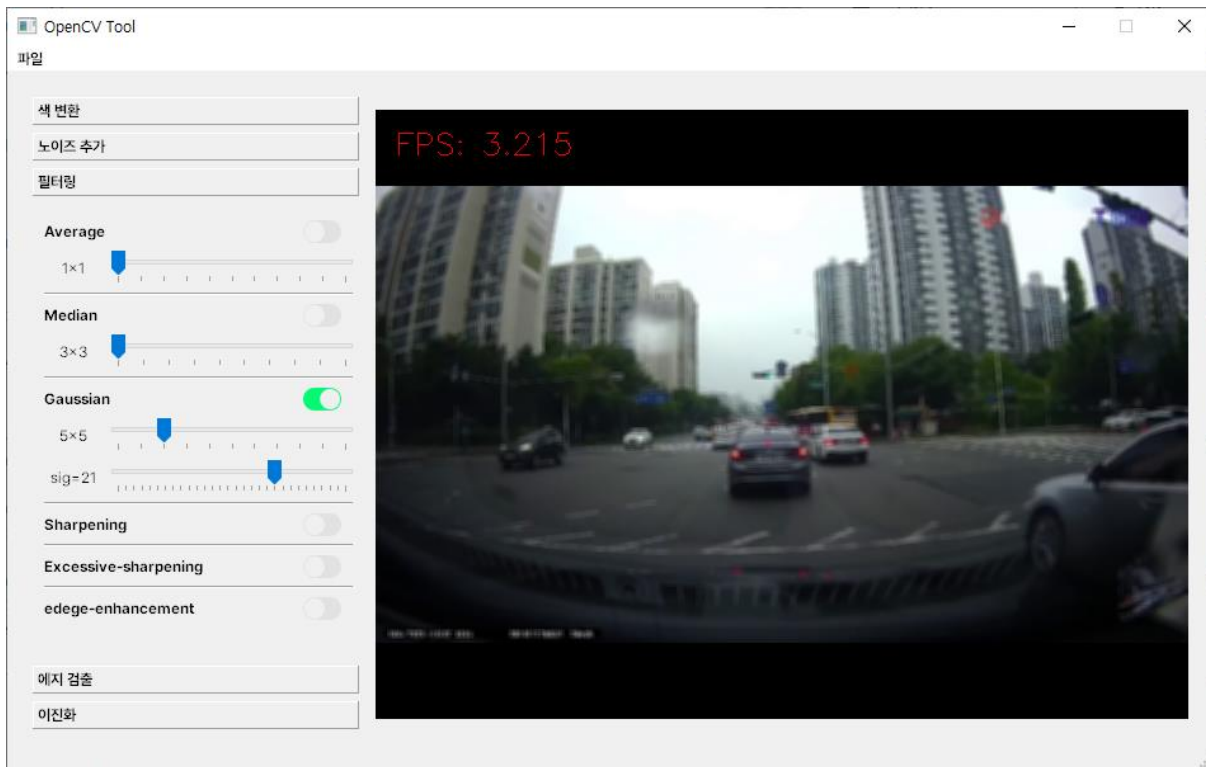 OpenCV Tool
파일
색 변환
노이즈 추가
필터링
Average
1×1
Median
3×3
Gaussian
5×5
sig=21
Sharpening
Excessive-sharpening
edege-enhancement
에지 검출
이진화
FPS: 3.215